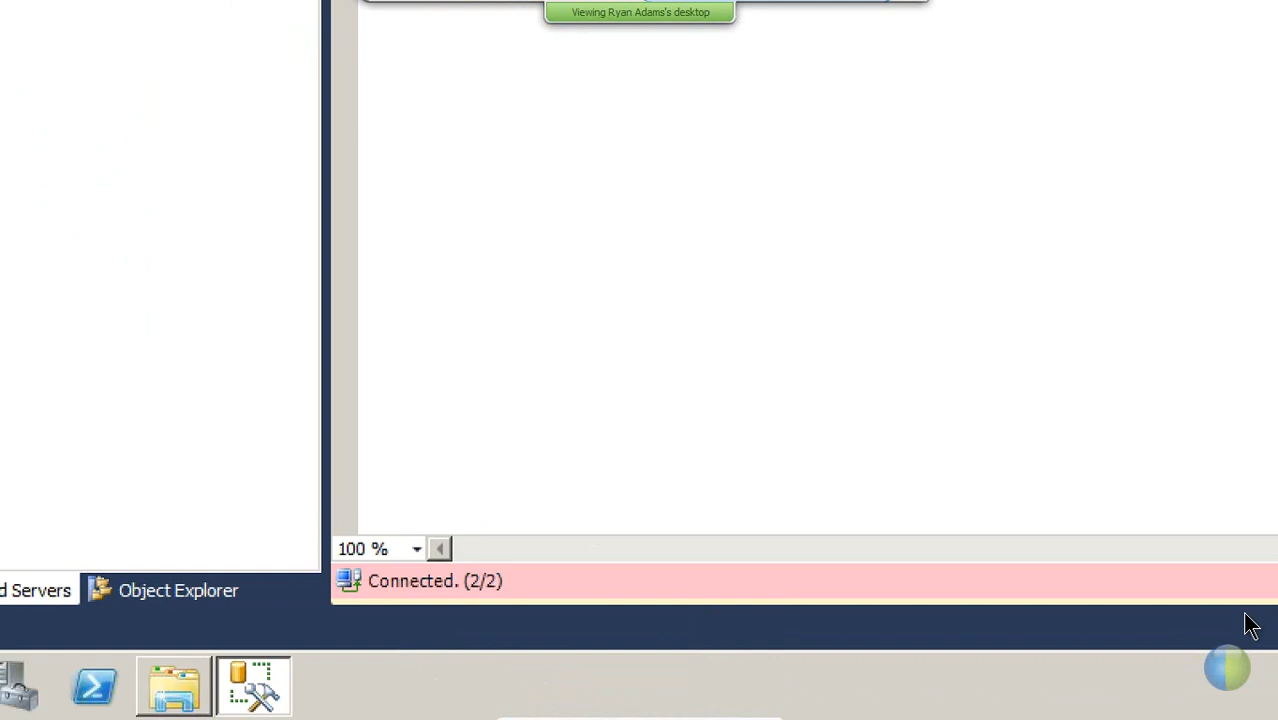 Viewing Ryan Adams's desktop
100 %
Connected. (2/2)
d Servers
Object Explorer